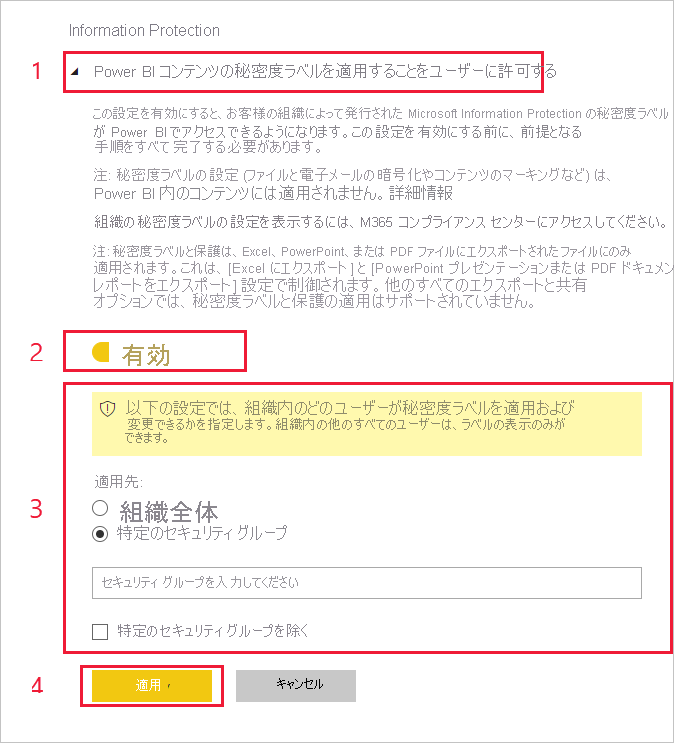 Information Protection
1
Power BI コンテンツの秘密度ラベルを適用することをユーザーに許可する
この設定を有効にすると、お客様の組織によって発行された Microsoft Information Protection の秘密度ラベル
が Power BIでアクセスできるようになります。この設定を有効にする前に、前提となる
手順をすべて完了する必要があります。
注: 秘密度ラベルの設定 (ファイルと電子メールの暗号化やコンテンツのマーキングなど) は、
Power BI 内のコンテンツには適用されません。詳細情報
組織の秘密度ラベルの設定を表示するには、M365 コンプライアンス センターにアクセスしてください。
注: 秘密度ラベルと保護は、Excel、PowerPoint、または PDF ファイルにエクスポートされたファイルにのみ
適用されます。これは、[Excel にエクスポート] と [PowerPoint プレゼンテーションまたは PDF ドキュメン
レポートをエクスポート] 設定で制御されます。他のすべてのエクスポートと共有
オプションでは、秘密度ラベルと保護の適用はサポートされていません。
2
有効
以下の設定では、組織内のどのユーザーが秘密度ラベルを適用および
変更できるかを指定します。組織内の他のすべてのユーザーは、ラベルの表示のみが
できます。
適用先:
3
組織全体
特定のセキュリティ グループ
セキュリティ グループを入力してください
特定のセキュリティ グループを除く
4
適用
キャンセル